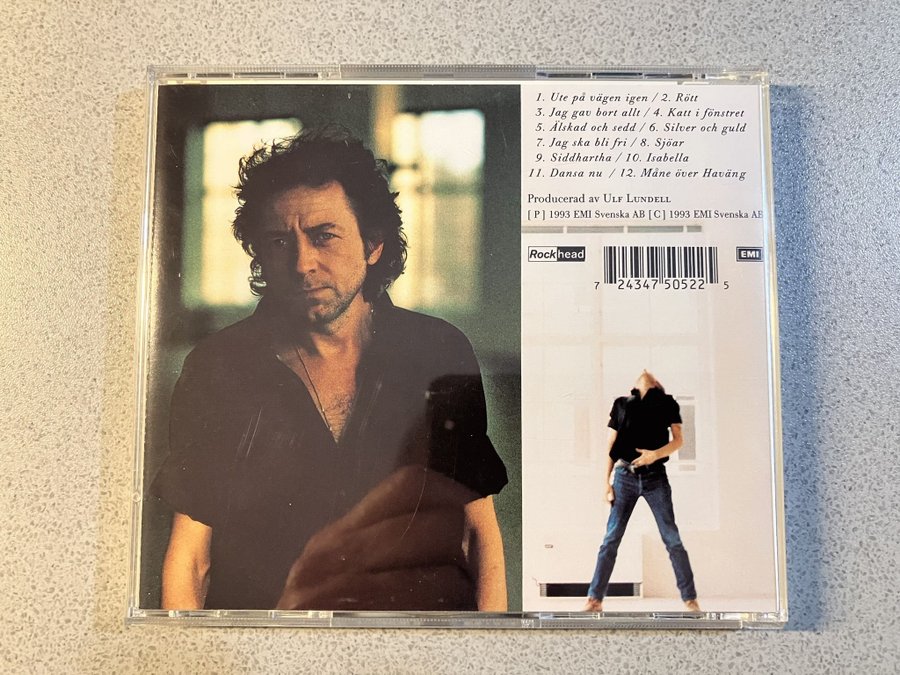 1. Ute på vägen igen / 2. Rött
3. Jag gav bort allt / 4. Katt i fönstret
5. Älskad och sedd / 6. Silver och guld
7. Jag ska bli fri / 8. Sjöar
9. Siddhartha / 10. Isabella
11. Dansa nu / 12. Måne över Haväng
Producerad av ULF LUNDELL
[ P ] 1993 EMI Svenska AB [ C ] 1993 EMI Svenska AB
Rockhead
EMI
7 24347 50522 5